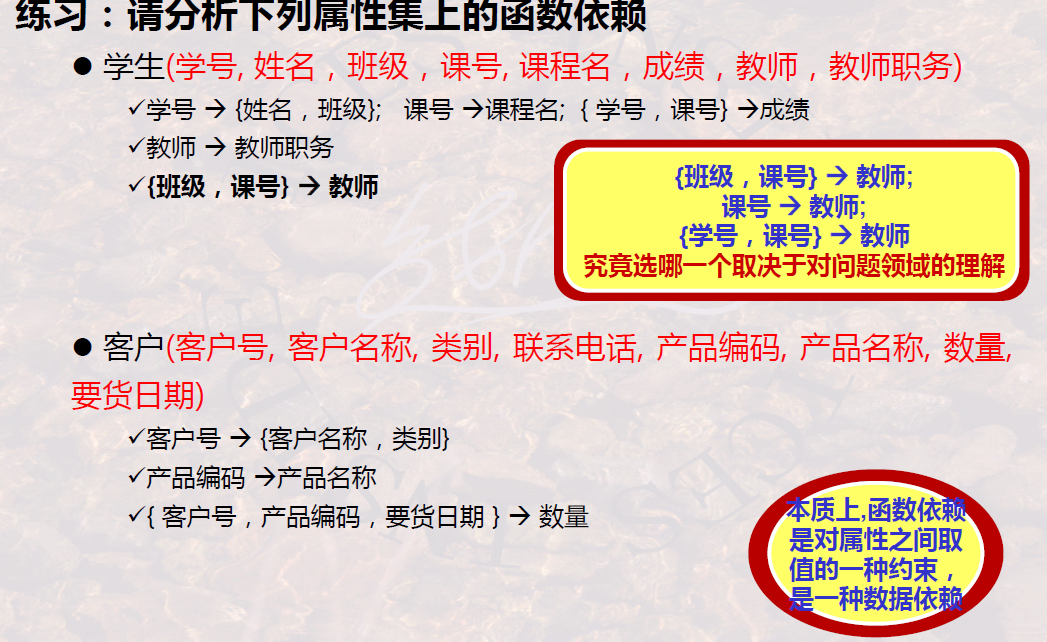 练习：请分析下列属性集上的函数依赖
● 学生(学号, 姓名，班级，课号, 课程名，成绩，教师，教师职务)
✓学号 → {姓名，班级}; 课号 →课程名; { 学号，课号} →成绩
✓教师 → 教师职务
✓{班级，课号} → 教师
{班级，课号} → 教师;
课号 → 教师;
{学号，课号} → 教师
究竟选哪一个取决于对问题领域的理解
● 客户(客户号, 客户名称, 类别, 联系电话, 产品编码, 产品名称, 数量,
要货日期)
✓客户号 → {客户名称，类别}
✓产品编码 →产品名称
✓{ 客户号，产品编码，要货日期 } → 数量
本质上,函数依赖
是对属性之间取
值的一种约束，
是一种数据依赖